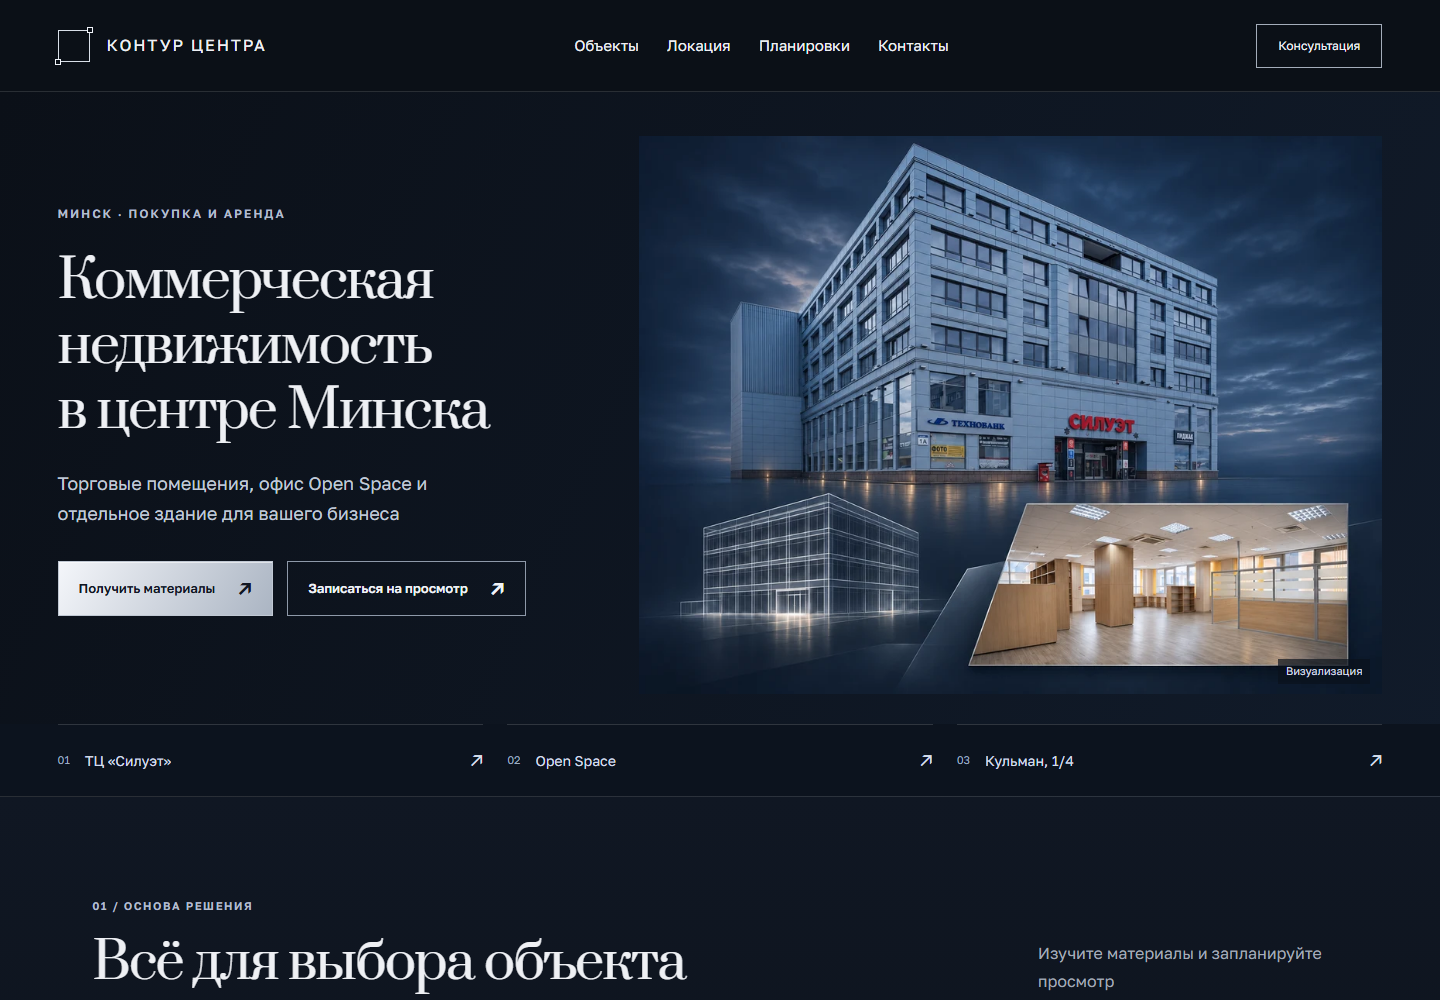 КОНТУР ЦЕНТРА
Объекты Локация Планировки Контакты
Консультация
МИНСК · ПОКУПКА И АРЕНДА
Коммерческая
недвижимость
в центре Минска
Торговые помещения, офис Open Space и
отдельное здание для вашего бизнеса
Получить материалы
Записаться на просмотр
ТЕХНОБАНК
СИЛУЭТ
ФОТО
Визуализация
01 ТЦ «Силуэт»
02 Open Space
03 Кульман, 1/4
01 / ОСНОВА РЕШЕНИЯ
Всё для выбора объекта
Изучите материалы и запланируйте
просмотр